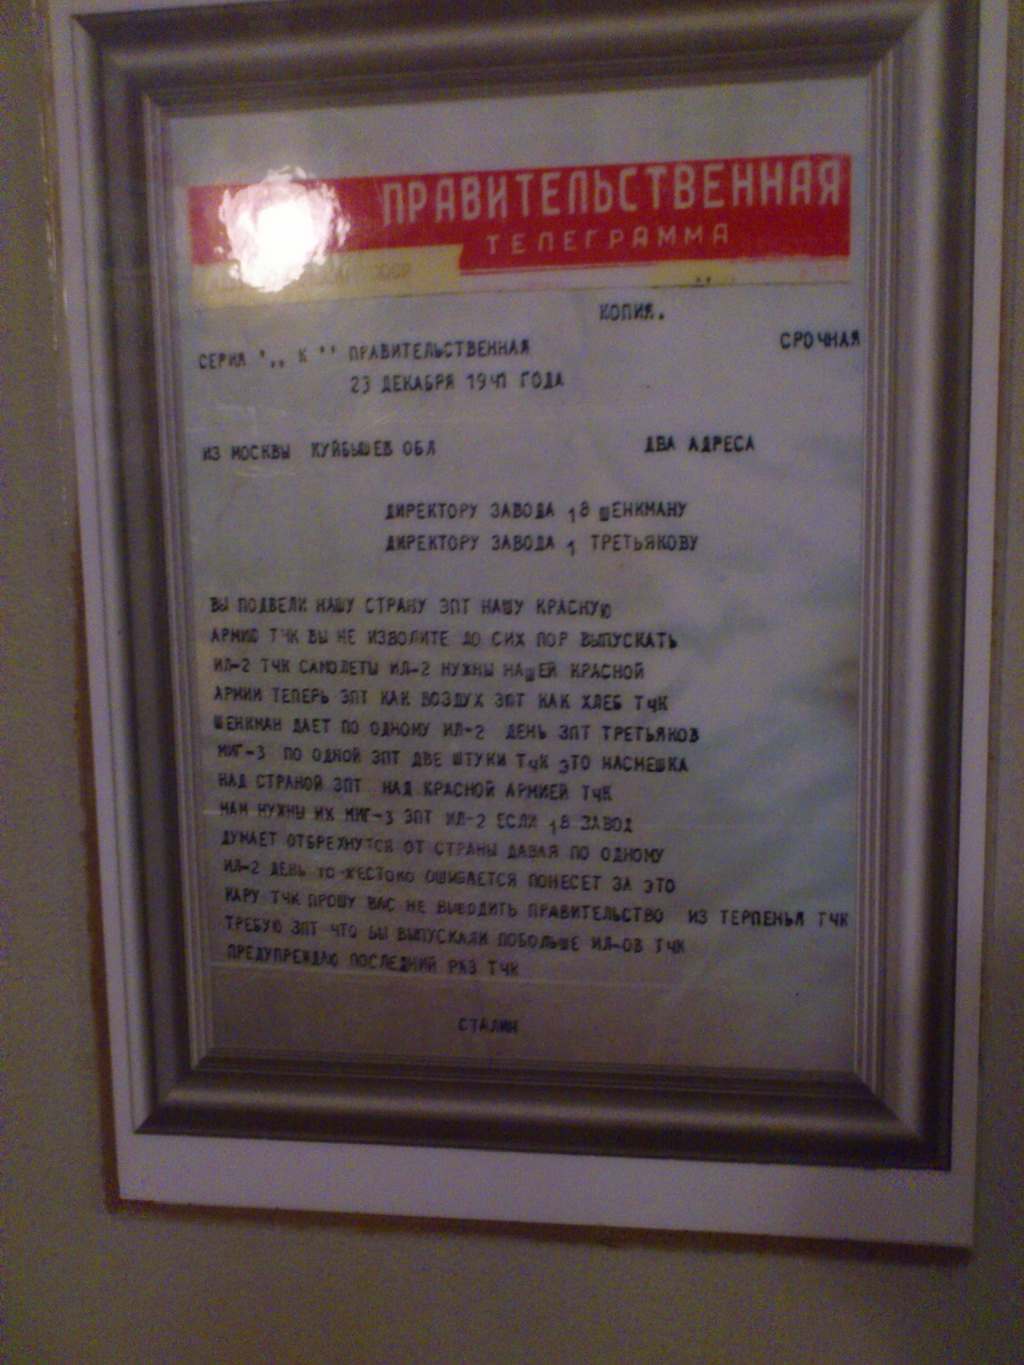 ПРАВИТЕЛЬСТВЕННАЯ
ТЕЛЕГРАММА
КОПИЯ.
СРОЧНАЯ
СЕРИЯ ',, К '' ПРАВИТЕЛЬСТВЕННАЯ
23 ДЕКАБРЯ 1941 ГОДА
ИЗ МОСКВЫ КУЙБЫШЕВ ОБЛ ДВА АДРЕСА
ДИРЕКТОРУ ЗАВОДА 18 ШЕНКМАНУ
ДИРЕКТОРУ ЗАВОДА 1 ТРЕТЬЯКОВУ
ВЫ ПОДВЕЛИ НАШУ СТРАНУ ЗПТ НАШУ КРАСНУЮ
АРМИЮ ТЧК ВЫ НЕ ИЗВОЛИТЕ ДО СИХ ПОР ВЫПУСКАТЬ
ИЛ-2 ТЧК САМОЛЕТЫ ИЛ-2 НУЖНЫ НАШЕЙ КРАСНОЙ
АРМИИ ТЕПЕРЬ ЗПТ КАК ВОЗДУХ ЗПТ КАК ХЛЕБ ТЧК
ШЕНКМАН ДАЕТ ПО ОДНОМУ ИЛ-2 ДЕНЬ ЗПТ ТРЕТЬЯКОВ
МИГ-3 ПО ОДНОЙ ЗПТ ДВЕ ШТУКИ ТЧК ЭТО НАСМЕШКА
НАД СТРАНОЙ ЗПТ НАД КРАСНОЙ АРМИЕЙ ТЧК
НАМ НУЖНЫ ИХ МИГ-3 ЗПТ ИЛ-2 ЕСЛИ 18 ЗАВОД
ДУМАЕТ ОТБРЕХНУТСЯ ОТ СТРАНЫ ДАВАЯ ПО ОДНОМУ
ИЛ-2 ДЕНЬ ТО ЖЕСТОКО ОШИБАЕТСЯ ПОНЕСЕТ ЗА ЭТО
КАРУ ТЧК ПРОШУ ВАС НЕ ВЫВОДИТЬ ПРАВИТЕЛЬСТВО ИЗ ТЕРПЕНЬЯ ТЧК
ТРЕБУЮ ЗПТ ЧТО БЫ ВЫПУСКАЛИ ПОБОЛЬШЕ ИЛ-ОВ ТЧК
ПРЕДУПРЕЖДАЮ ПОСЛЕДНИЙ РАЗ ТЧК
СТАЛИН